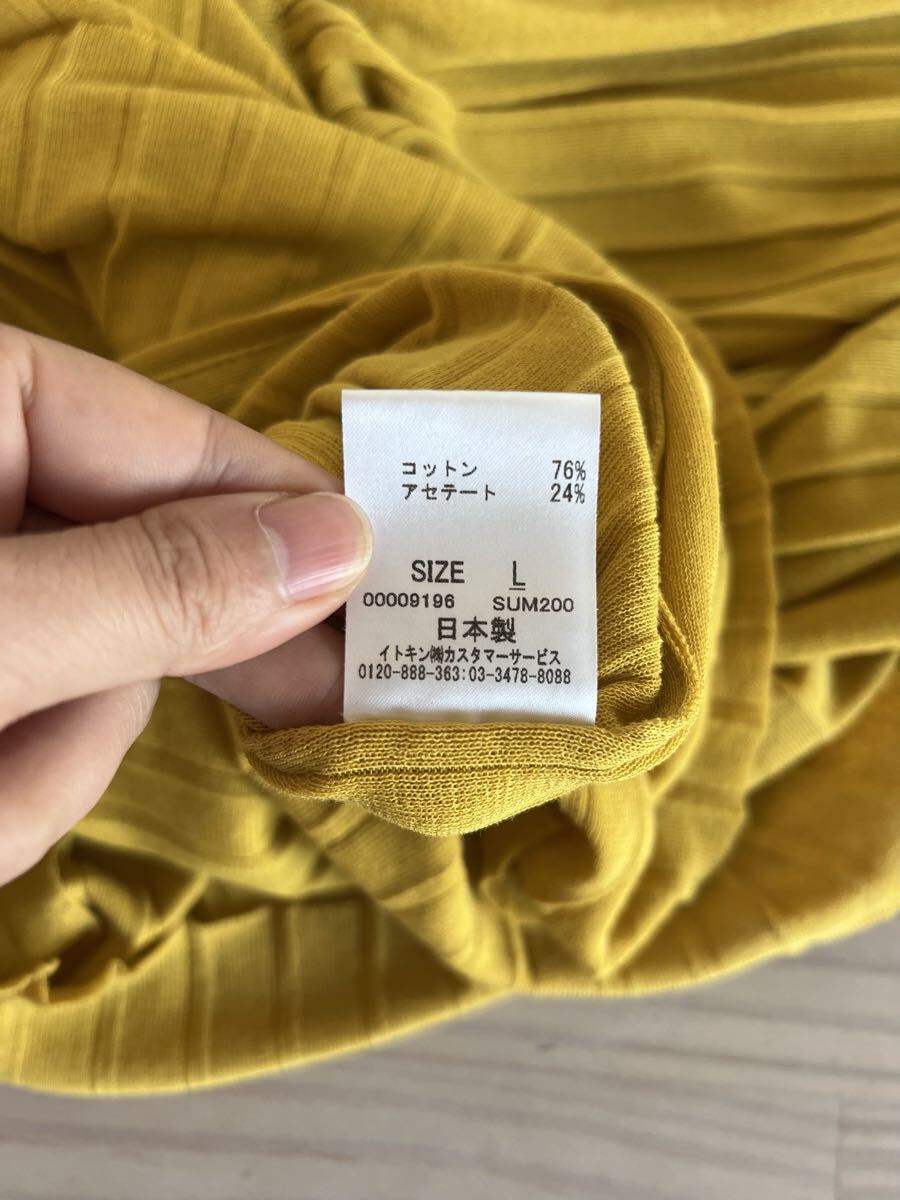 コットン 76%
アセテート 24%
SIZE L
00009196 SUM200
日本製
イトキン㈱カスタマーサービス
0120-888-363:03-3478-8088